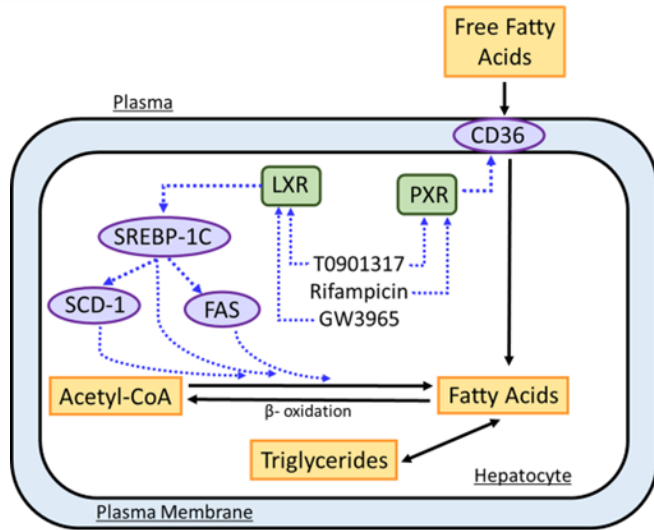 Free Fatty
Acids
Plasma
CD36
LXR
PXR
SREBP-1C
T0901317
Rifampicin
GW3965
SCD-1
FAS
Acetyl-CoA
β- oxidation
Fatty Acids
Triglycerides
Hepatocyte
Plasma Membrane